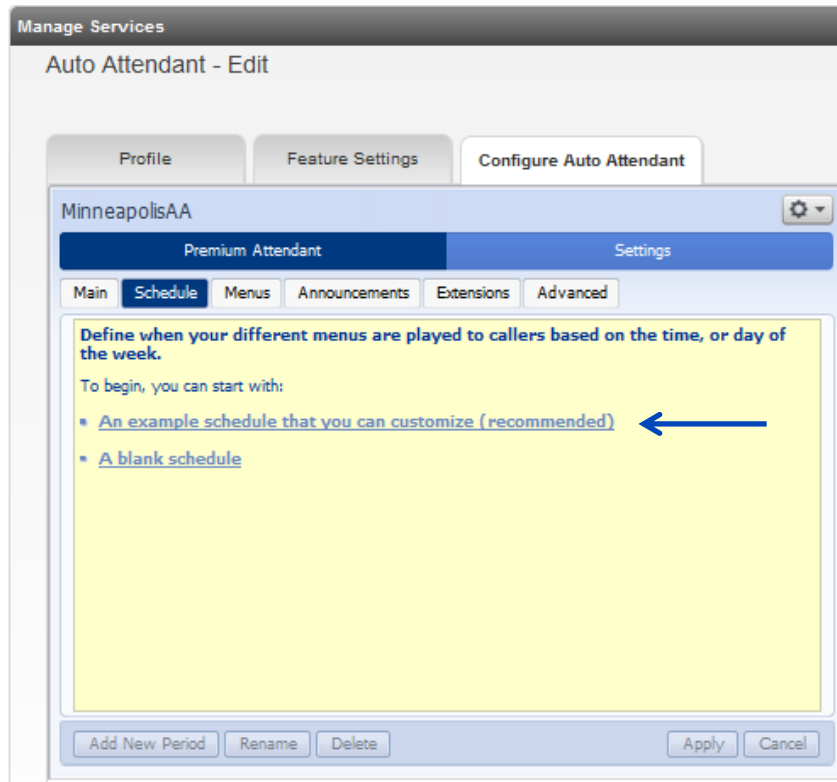 Manage Services
Auto Attendant - Edit
Profile
Feature Settings
Configure Auto Attendant
MinneapolisAA
Premium Attendant
Settings
Main
Schedule
Menus
Announcements
Extensions
Advanced
Define when your different menus are played to callers based on the time, or day of
the week.
To begin, you can start with:
An example schedule that you can customize (recommended)
A blank schedule
Add New Period
Rename
Delete
Apply
Cancel